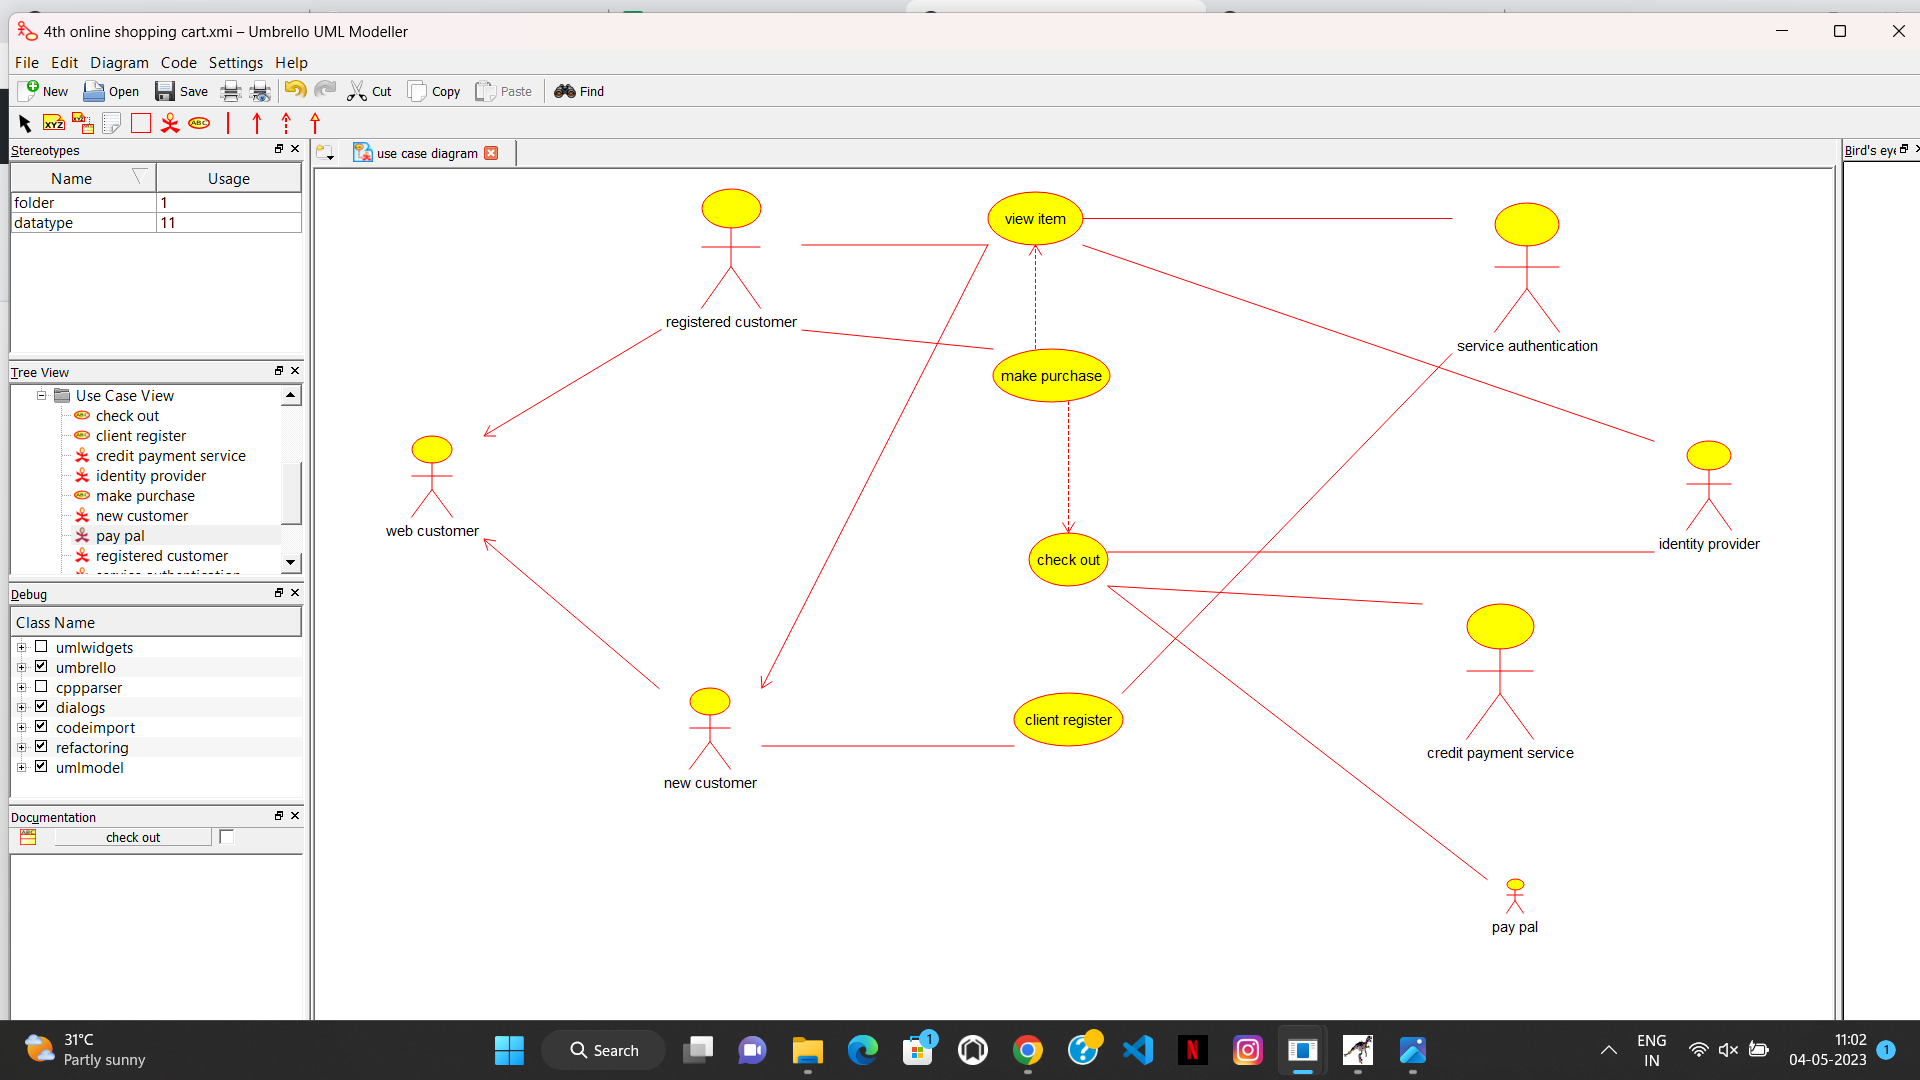 4th online shopping cart.xmi – Umbrello UML Modeller
File Edit Diagram Code Settings Help
New Open Save Cut Copy Paste Find
XYZ XYZ ABC
Stereotypes
Name Usage
folder 1
datatype 11
Tree View
Use Case View
check out
client register
credit payment service
identity provider
make purchase
new customer
pay pal
registered customer
Debug
Class Name
umlwidgets
umbrello
cppparser
dialogs
codeimport
refactoring
umlmodel
Documentation
check out
use case diagram
Bird's eye
view item
registered customer
service authentication
make purchase
web customer
check out
identity provider
client register
credit payment service
new customer
pay pal
31°C
Partly sunny
Search
1
ENG
IN
11:02
04-05-2023
1